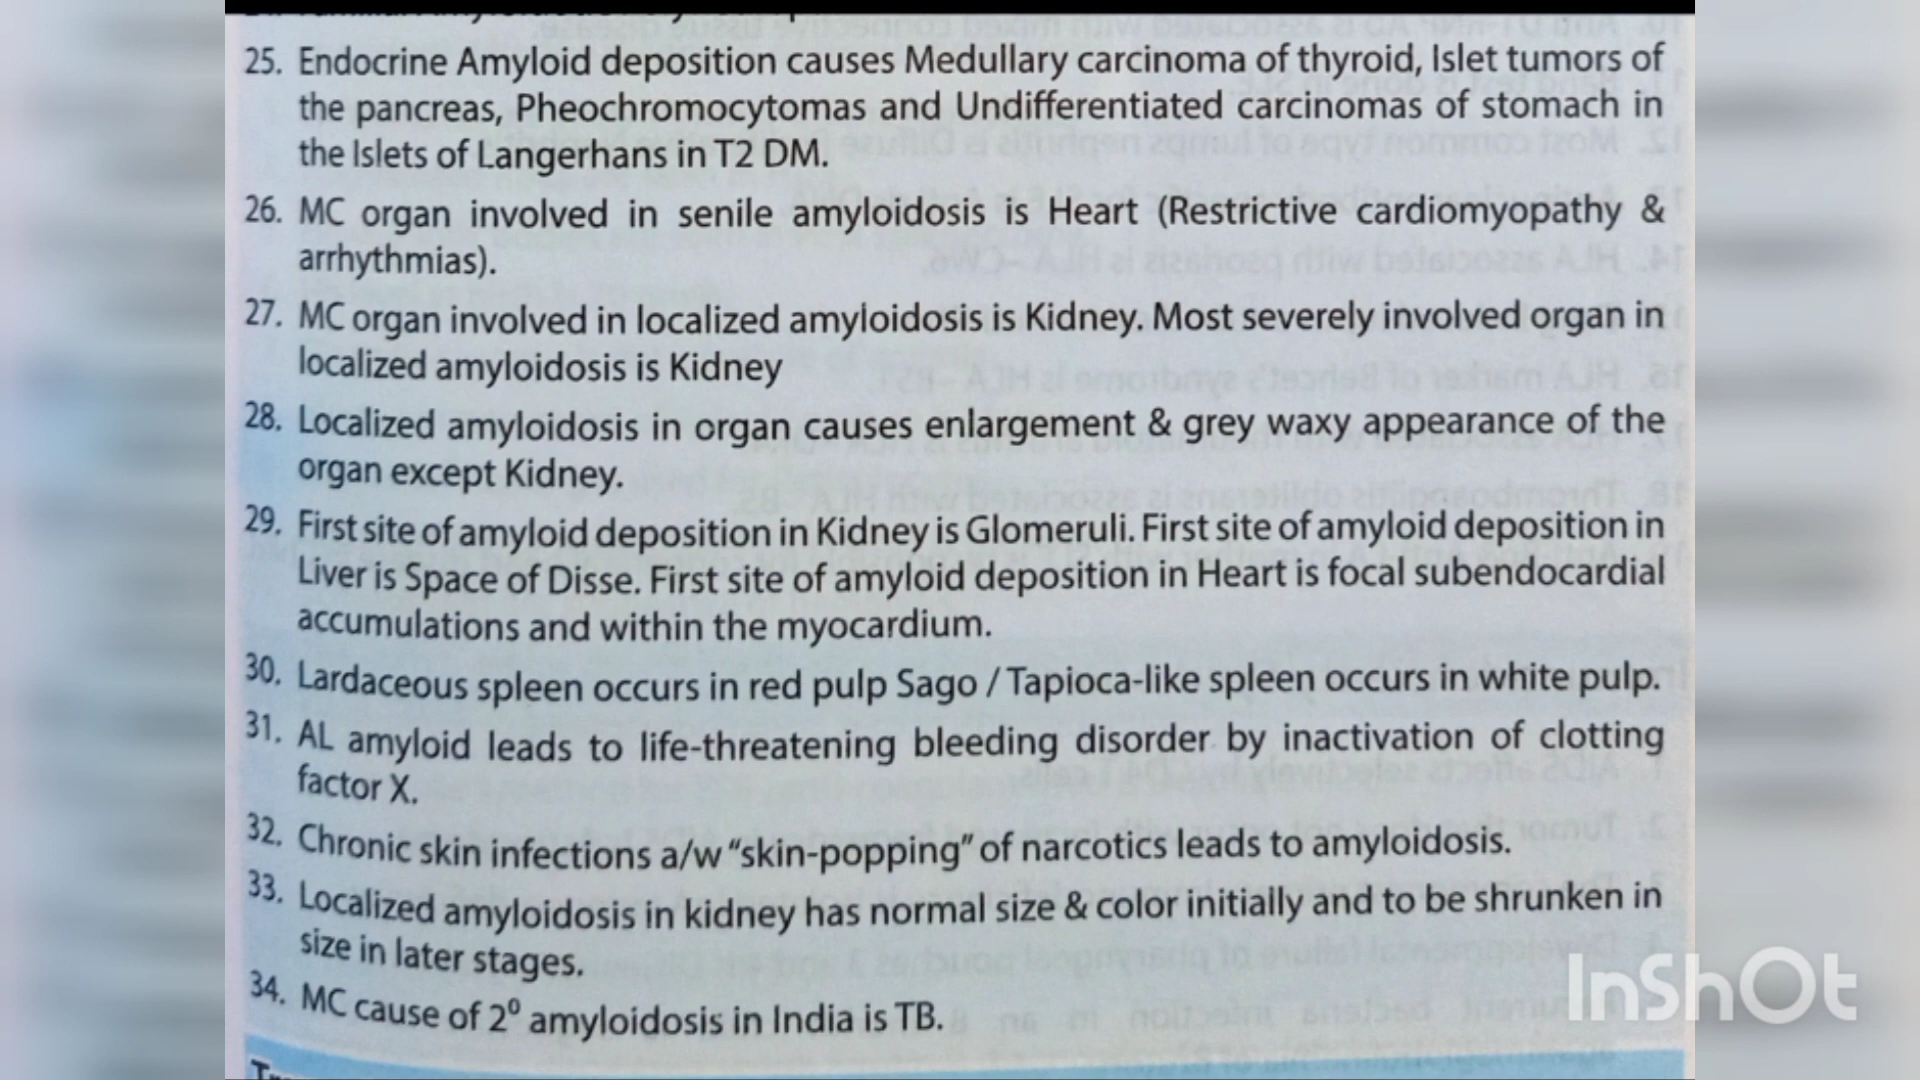 25. Endocrine Amyloid deposition causes Medullary carcinoma of thyroid, Islet tumors of
the pancreas, Pheochromocytomas and Undifferentiated carcinomas of stomach in
the Islets of Langerhans in T2 DM.
26. MC organ involved in senile amyloidosis is Heart (Restrictive cardiomyopathy &
arrhythmias).
27. MC organ involved in localized amyloidosis is Kidney. Most severely involved organ in
localized amyloidosis is Kidney
28. Localized amyloidosis in organ causes enlargement & grey waxy appearance of the
organ except Kidney.
29. First site of amyloid deposition in Kidney is Glomeruli. First site of amyloid deposition in
Liver is Space of Disse. First site of amyloid deposition in Heart is focal subendocardial
accumulations and within the myocardium.
30. Lardaceous spleen occurs in red pulp Sago / Tapioca-like spleen occurs in white pulp.
31. AL amyloid leads to life-threatening bleeding disorder by inactivation of clotting
factor X.
32. Chronic skin infections a/w “skin-popping” of narcotics leads to amyloidosis.
33. Localized amyloidosis in kidney has normal size & color initially and to be shrunken in
size in later stages.
34. MC cause of 2⁰ amyloidosis in India is TB.
InShOt